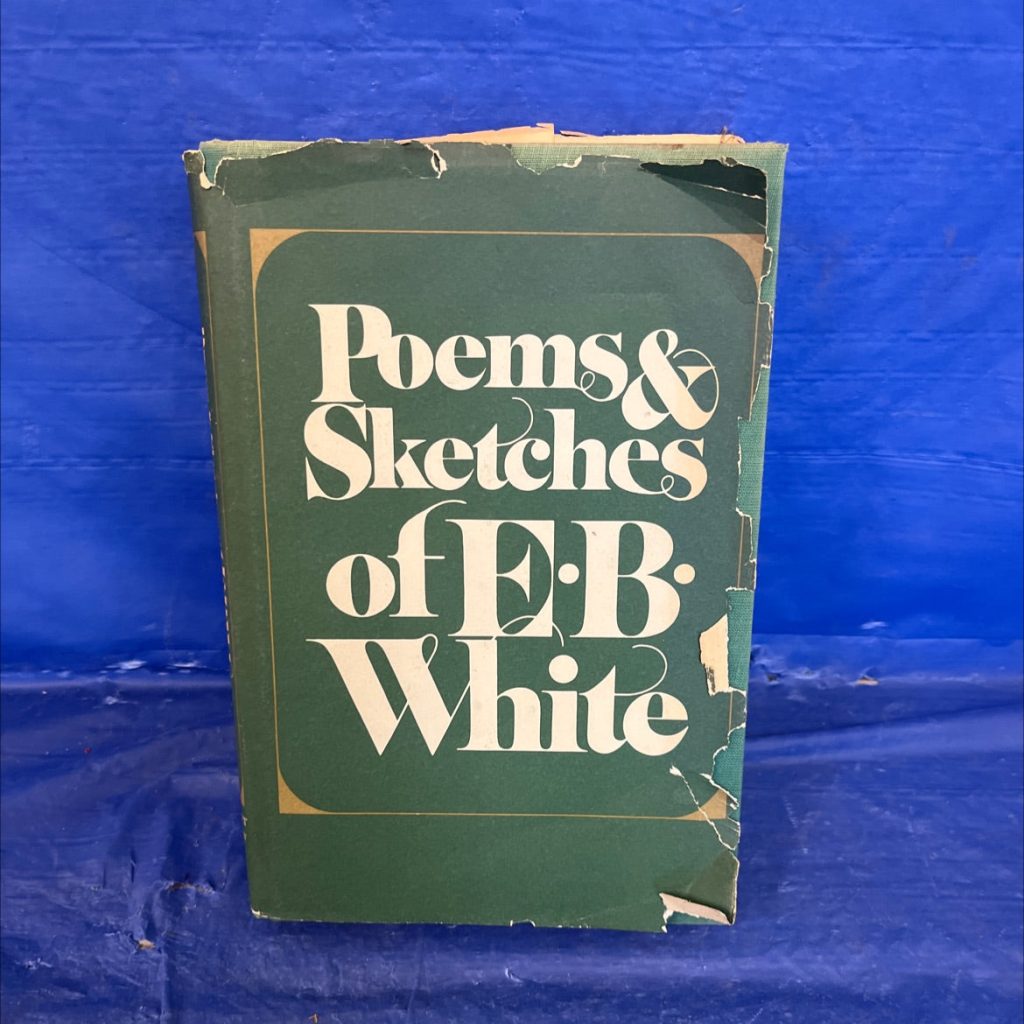 Poems &
Sketches
of E·B·
White